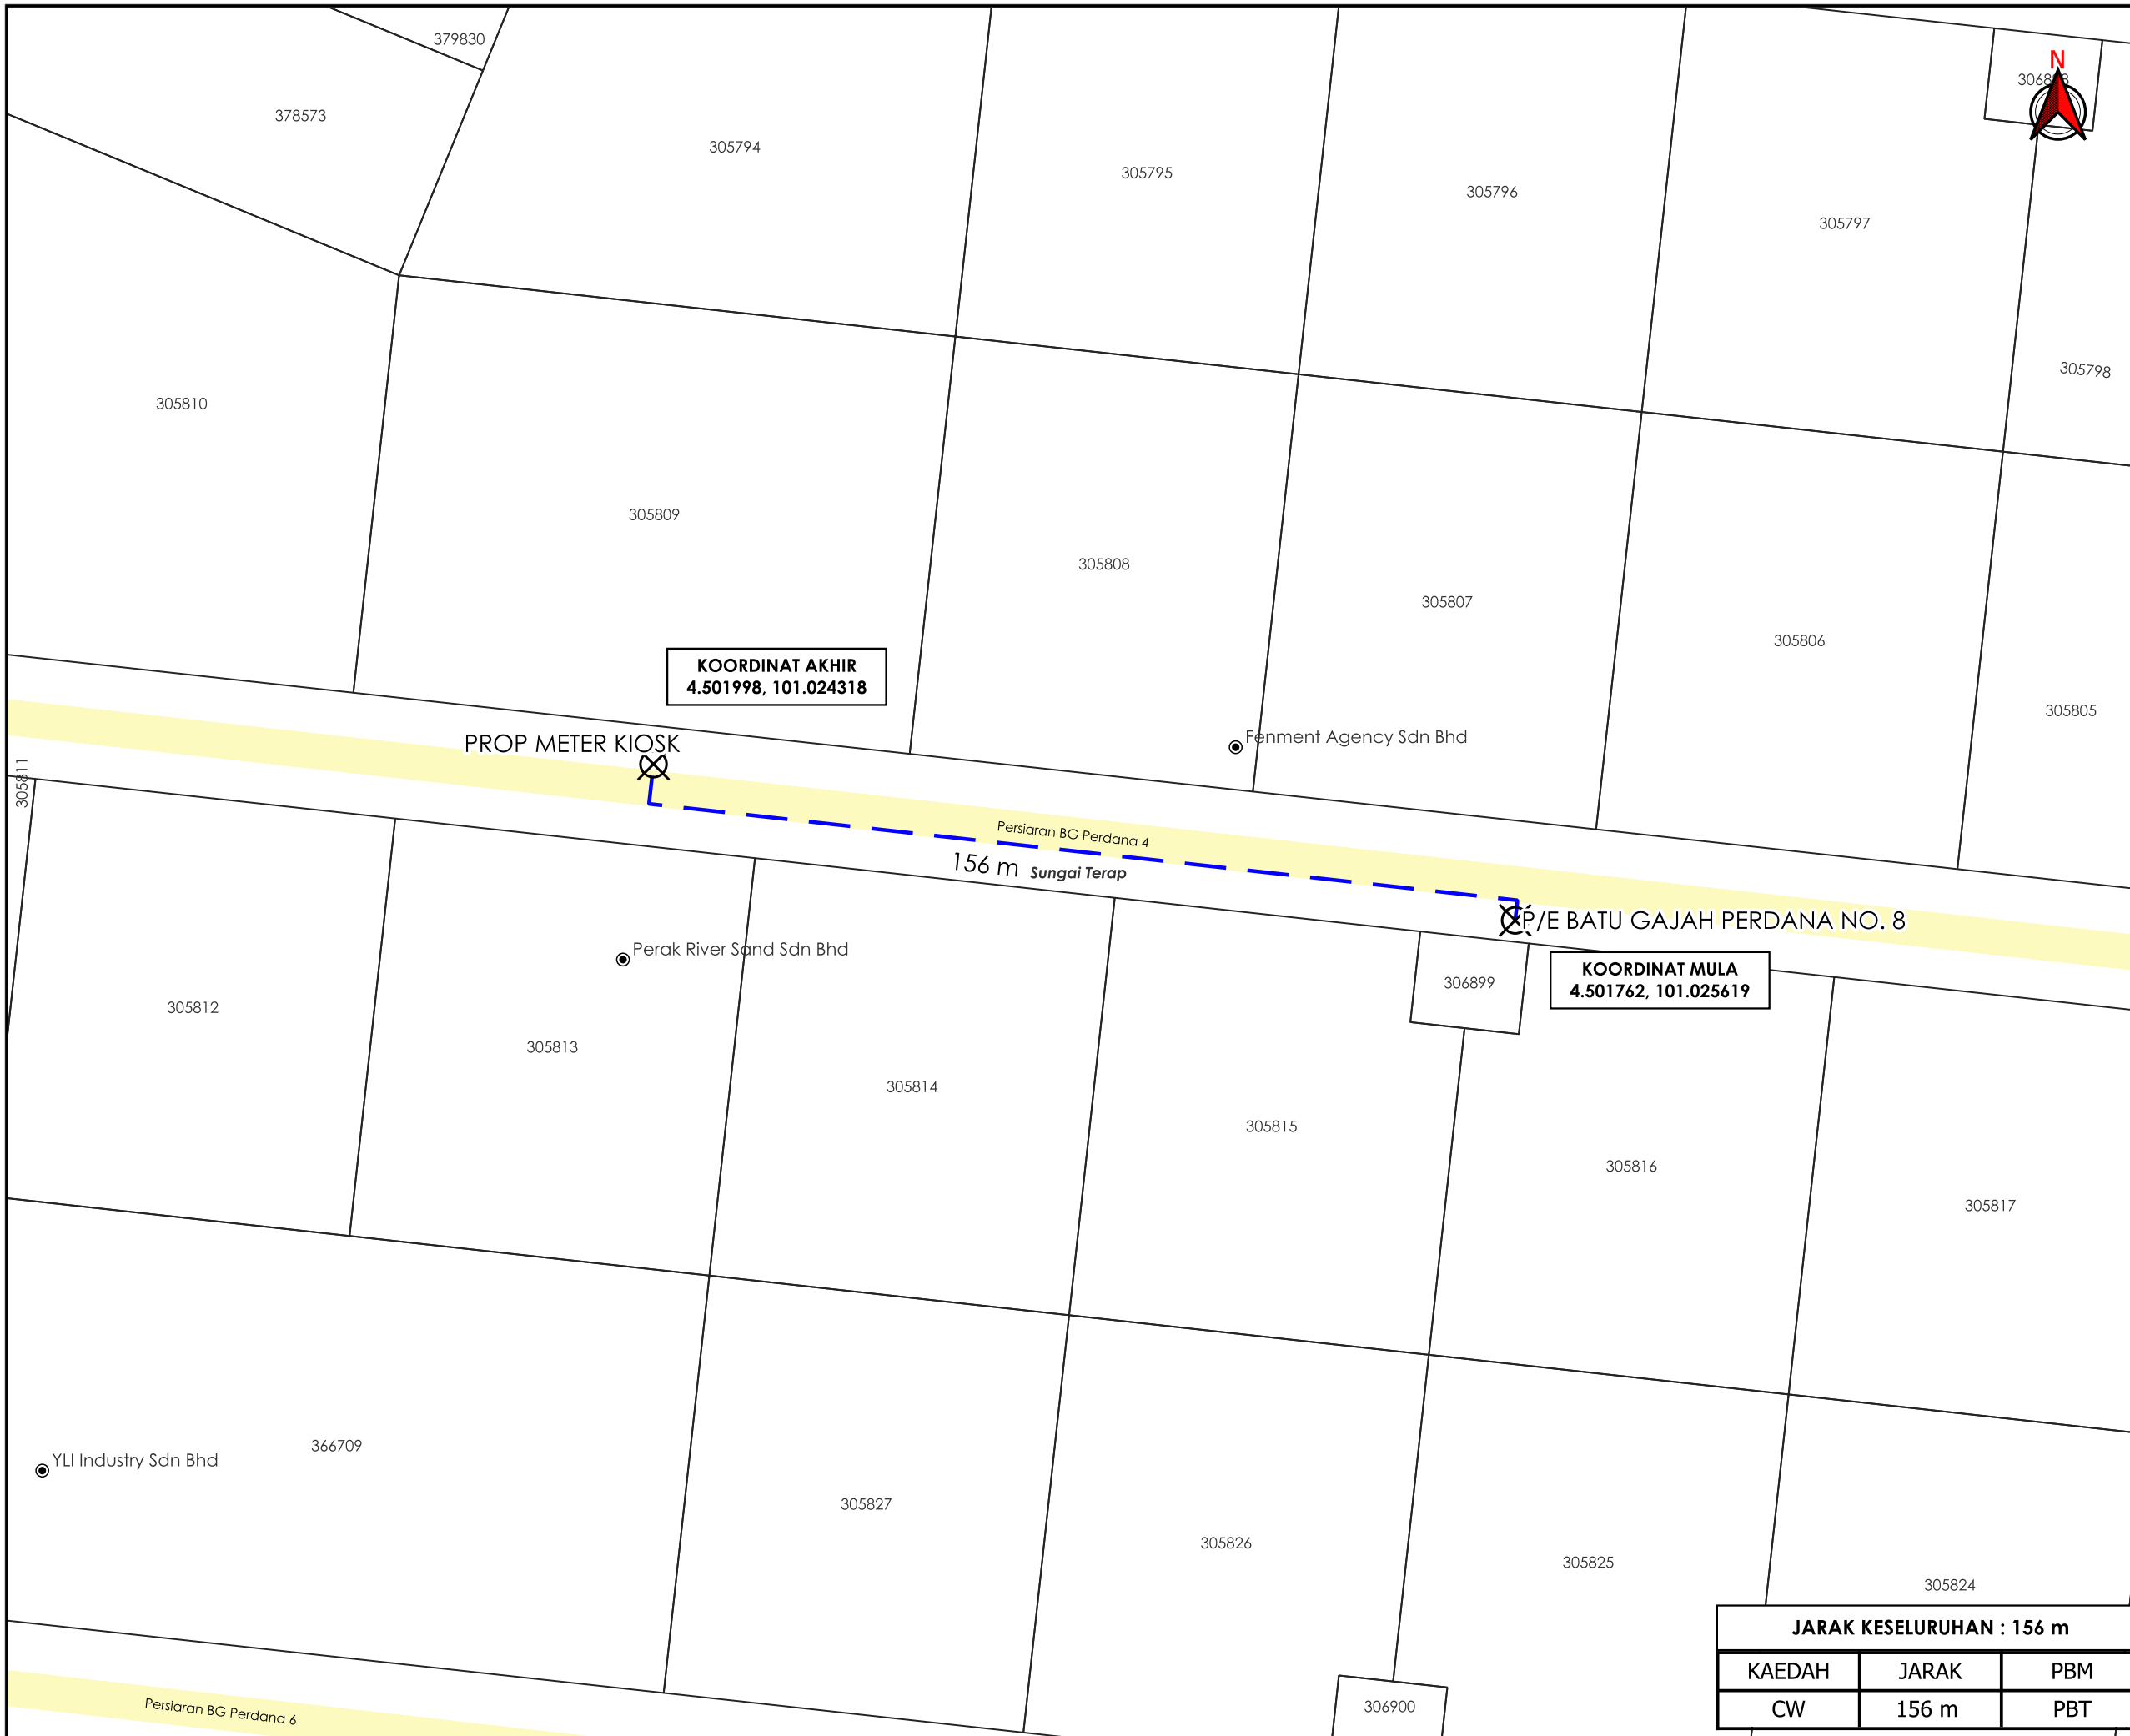 379830
N
378573
305794
305795
305796
305797
305798
305810
305809
305808
305807
305806
305805
KOORDINAT AKHIR
4.501998, 101.024318
PROP METER KIOSK
Fenment Agency Sdn Bhd
305811
Persiaran BG Perdana 4
156 m
Sungai Terap
P/E BATU GAJAH PERDANA NO. 8
Perak River Sand Sdn Bhd
KOORDINAT MULA
4.501762, 101.025619
306899
305812
305813
305814
305815
305816
305817
366709
YLI Industry Sdn Bhd
305827
305826
305825
305824
JARAK KESELURUHAN : 156 m
KAEDAH JARAK PBM
CW 156 m PBT
306900
Persiaran BG Perdana 6